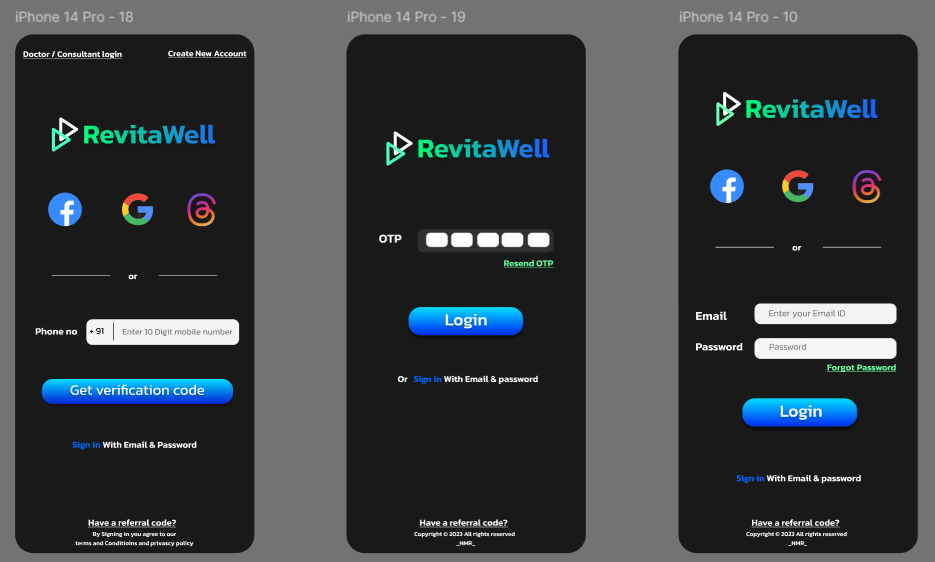 iPhone 14 Pro - 18
Doctor / Consultant login
Create New Account
RevitaWell
or
Phone no
+ 91
Enter 10 Digit mobile number
Get verification code
Sign in With Email & Password
Have a referral code?
By Signing in you agree to our
terms and Conditioins and privascy policy
iPhone 14 Pro - 19
RevitaWell
OTP
Resend OTP
Login
Or Sign in With Email & password
Have a referral code?
Copyright © 2023 All rights reserved
_NMR_
iPhone 14 Pro - 10
RevitaWell
or
Email
Enter your Email ID
Password
Password
Forgot Password
Login
Sign in With Email & password
Have a referral code?
Copyright © 2023 All rights reserved
_NMR_